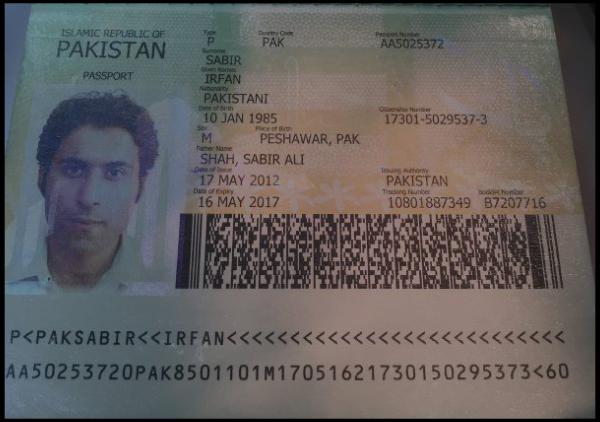 ISLAMIC REPUBLIC OF
PAKISTAN
PASSPORT
Type Country Code Passport Number
P PAK AA5025372
Surname
SABIR
Given Names
IRFAN
Nationality
PAKISTANI
Date of Birth Citizenship Number
10 JAN 1985 17301-5029537-3
Sex Place of Birth
M PESHAWAR, PAK
Father Name
SHAH, SABIR ALI
Date of Issue Issuing Authority
17 MAY 2012 PAKISTAN
Date of Expiry Tracking Number Booklet Number
16 MAY 2017 10801887349 B7207716
P<PAKSABIR<<IRFAN<<<<<<<<<<<<<<<<<<<<<<<<<<<
AA50253720PAK8501101M17051621730150295373<60